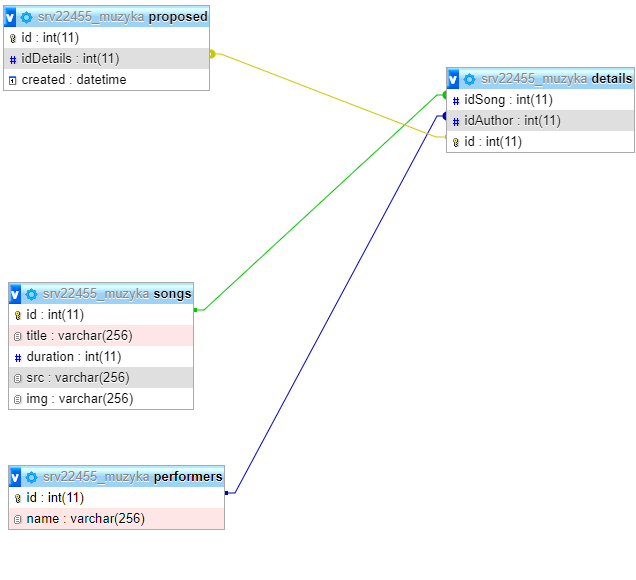 srv22455_muzyka proposed
id : int(11)
idDetails : int(11)
created : datetime
srv22455_muzyka details
idSong : int(11)
idAuthor : int(11)
id : int(11)
srv22455_muzyka songs
id : int(11)
title : varchar(256)
duration : int(11)
src : varchar(256)
img : varchar(256)
srv22455_muzyka performers
id : int(11)
name : varchar(256)